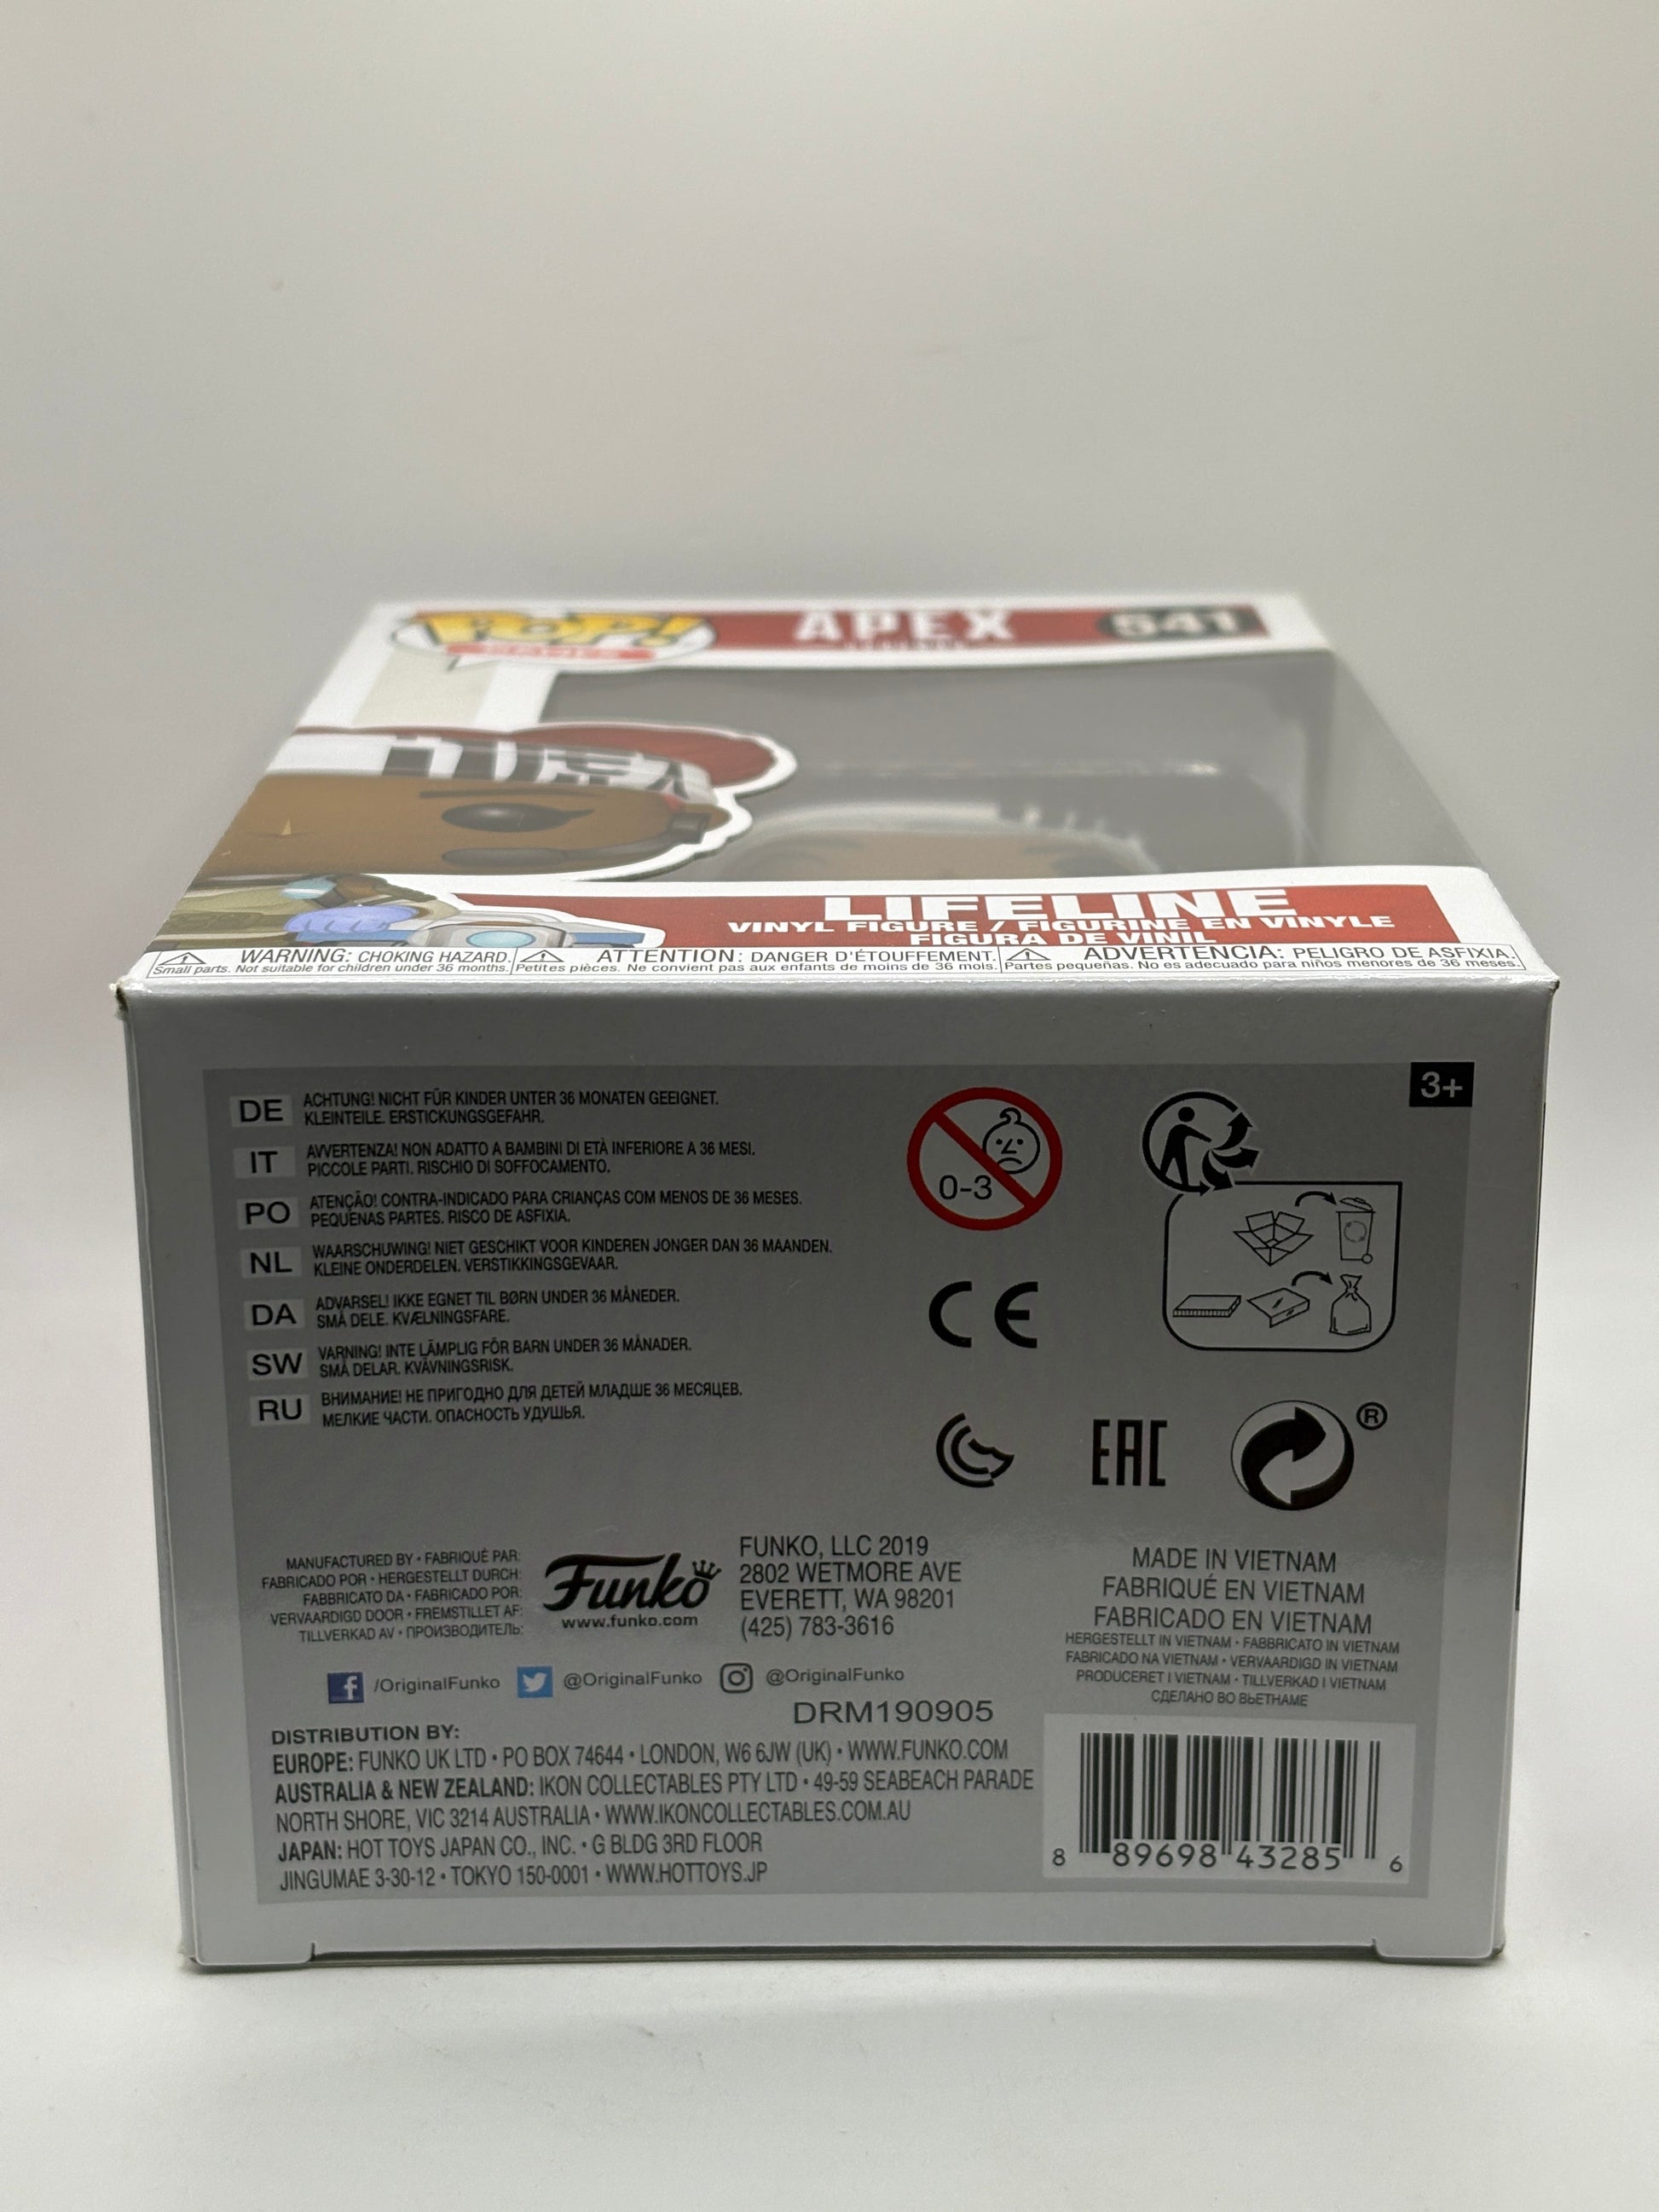 POP!
GAMES
APEX
LEGENDS
541
LIFELINE
VINYL FIGURE / FIGURINE EN VINYLE
FIGURA DE VINIL
WARNING: CHOKING HAZARD.
Small parts. Not suitable for children under 36 months.
ATTENTION: DANGER D'ÉTOUFFEMENT.
Petites pièces. Ne convient pas aux enfants de moins de 36 mois.
ADVERTENCIA: PELIGRO DE ASFIXIA.
Partes pequeñas. No es adecuado para niños menores de 36 meses.
3+
DE ACHTUNG! NICHT FÜR KINDER UNTER 36 MONATEN GEEIGNET.
KLEINTEILE. ERSTICKUNGSGEFAHR.
IT AVVERTENZA! NON ADATTO A BAMBINI DI ETÀ INFERIORE A 36 MESI.
PICCOLE PARTI. RISCHIO DI SOFFOCAMENTO.
PO ATENÇÃO! CONTRA-INDICADO PARA CRIANÇAS COM MENOS DE 36 MESES.
PEQUENAS PARTES. RISCO DE ASFIXIA.
NL WAARSCHUWING! NIET GESCHIKT VOOR KINDEREN JONGER DAN 36 MAANDEN.
KLEINE ONDERDELEN. VERSTIKKINGSGEVAAR.
DA ADVARSEL! IKKE EGNET TIL BØRN UNDER 36 MÅNEDER.
SMÅ DELE. KVÆLNINGSFARE.
SW VARNING! INTE LÄMPLIG FÖR BARN UNDER 36 MÅNADER.
SMÅ DELAR. KVÄVNINGSRISK.
RU ВНИМАНИЕ! НЕ ПРИГОДНО ДЛЯ ДЕТЕЙ МЛАДШЕ 36 МЕСЯЦЕВ.
МЕЛКИЕ ЧАСТИ. ОПАСНОСТЬ УДУШЬЯ.
0-3
CE
EAC
®
MANUFACTURED BY • FABRIQUÉ PAR:
FABRICADO POR • HERGESTELLT DURCH:
FABBRICATO DA • FABRICADO POR:
VERVAARDIGD DOOR • FREMSTILLET AF:
TILLVERKAD AV • ПРОИЗВОДИТЕЛЬ:
Funko
www.funko.com
FUNKO, LLC 2019
2802 WETMORE AVE
EVERETT, WA 98201
(425) 783-3616
MADE IN VIETNAM
FABRIQUÉ EN VIETNAM
FABRICADO EN VIETNAM
HERGESTELLT IN VIETNAM • FABBRICATO IN VIETNAM
FABRICADO NA VIETNAM • VERVAARDIGD IN VIETNAM
PRODUCERET I VIETNAM • TILLVERKAD I VIETNAM
СДЕЛАНО ВО ВЬЕТНАМЕ
/OriginalFunko @OriginalFunko @OriginalFunko
DRM190905
DISTRIBUTION BY:
EUROPE: FUNKO UK LTD • PO BOX 74644 • LONDON, W6 6JW (UK) • WWW.FUNKO.COM
AUSTRALIA & NEW ZEALAND: IKON COLLECTABLES PTY LTD • 49-59 SEABEACH PARADE
NORTH SHORE, VIC 3214 AUSTRALIA • WWW.IKONCOLLECTABLES.COM.AU
JAPAN: HOT TOYS JAPAN CO., INC. • G BLDG 3RD FLOOR
JINGUMAE 3-30-12 • TOKYO 150-0001 • WWW.HOTTOYS.JP
8 89698 43285 6